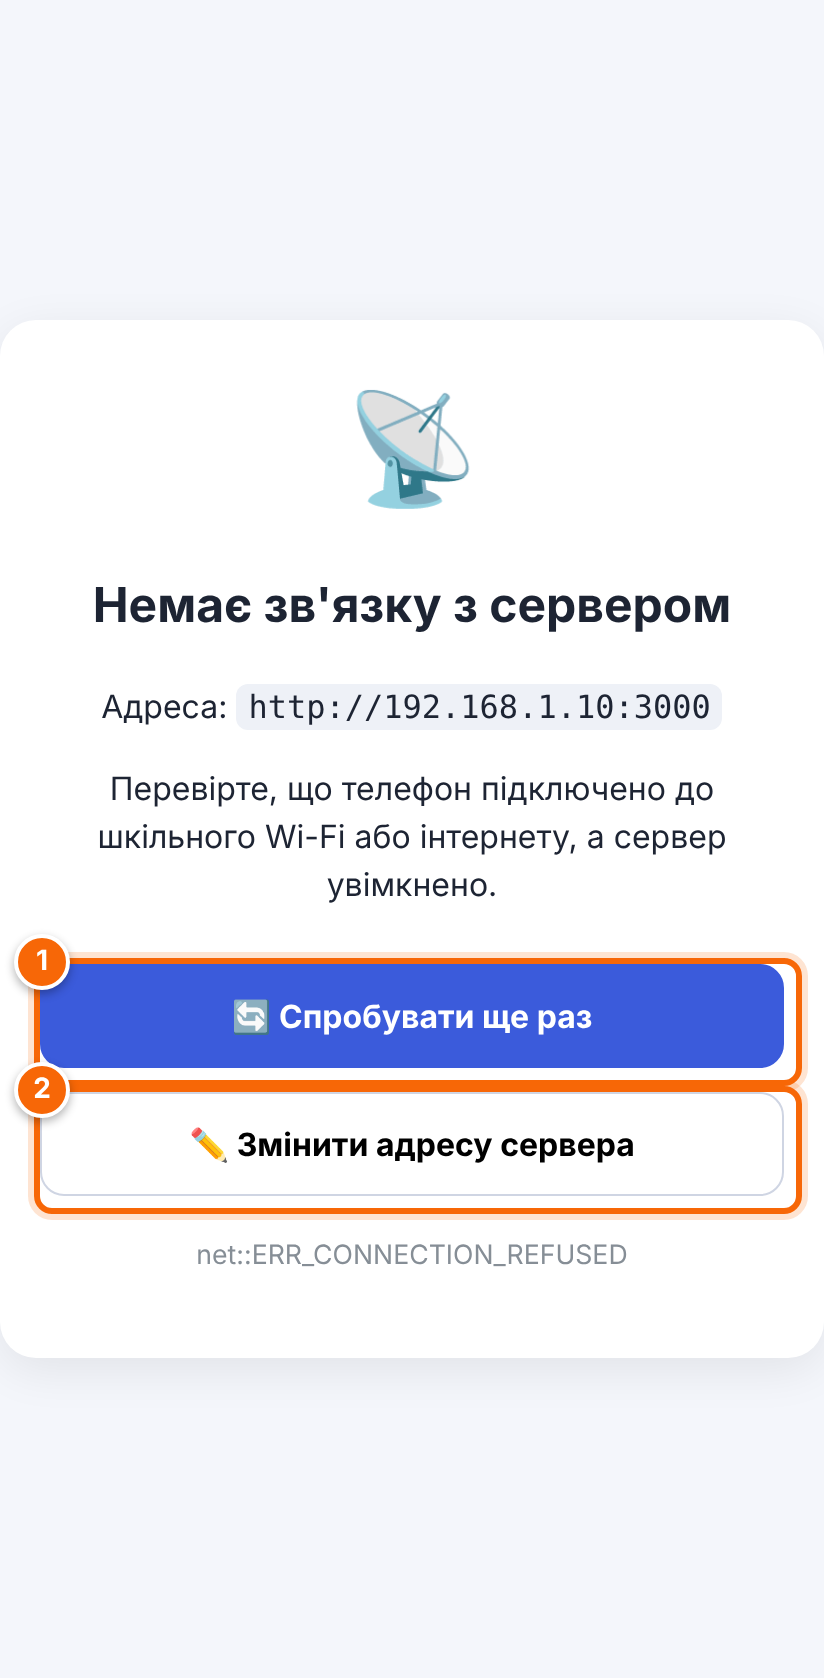 Немає зв'язку з сервером
Адреса: http://192.168.1.10:3000
Перевірте, що телефон підключено до
шкільного Wi-Fi або інтернету, а сервер
увімкнено.
1
🔄 Спробувати ще раз
2
✏️ Змінити адресу сервера
net::ERR_CONNECTION_REFUSED